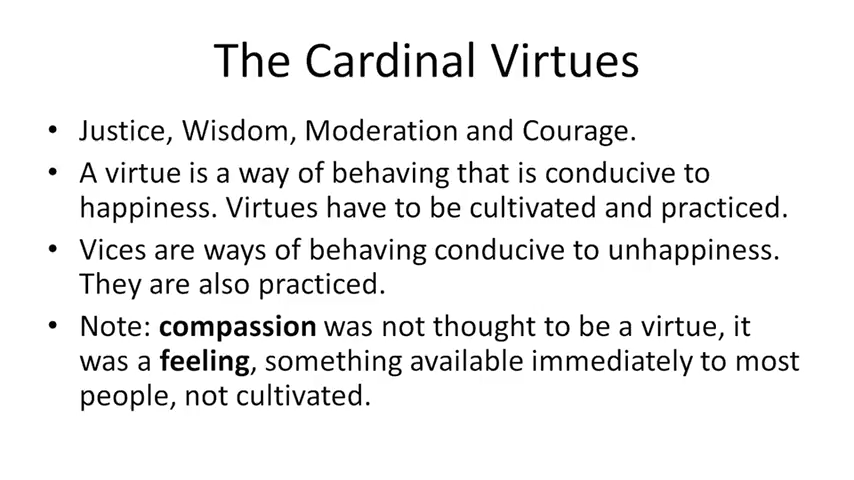 The Cardinal Virtues
• Justice, Wisdom, Moderation and Courage.
• A virtue is a way of behaving that is conducive to
happiness. Virtues have to be cultivated and practiced.
• Vices are ways of behaving conducive to unhappiness.
They are also practiced.
• Note: compassion was not thought to be a virtue, it
was a feeling, something available immediately to most
people, not cultivated.